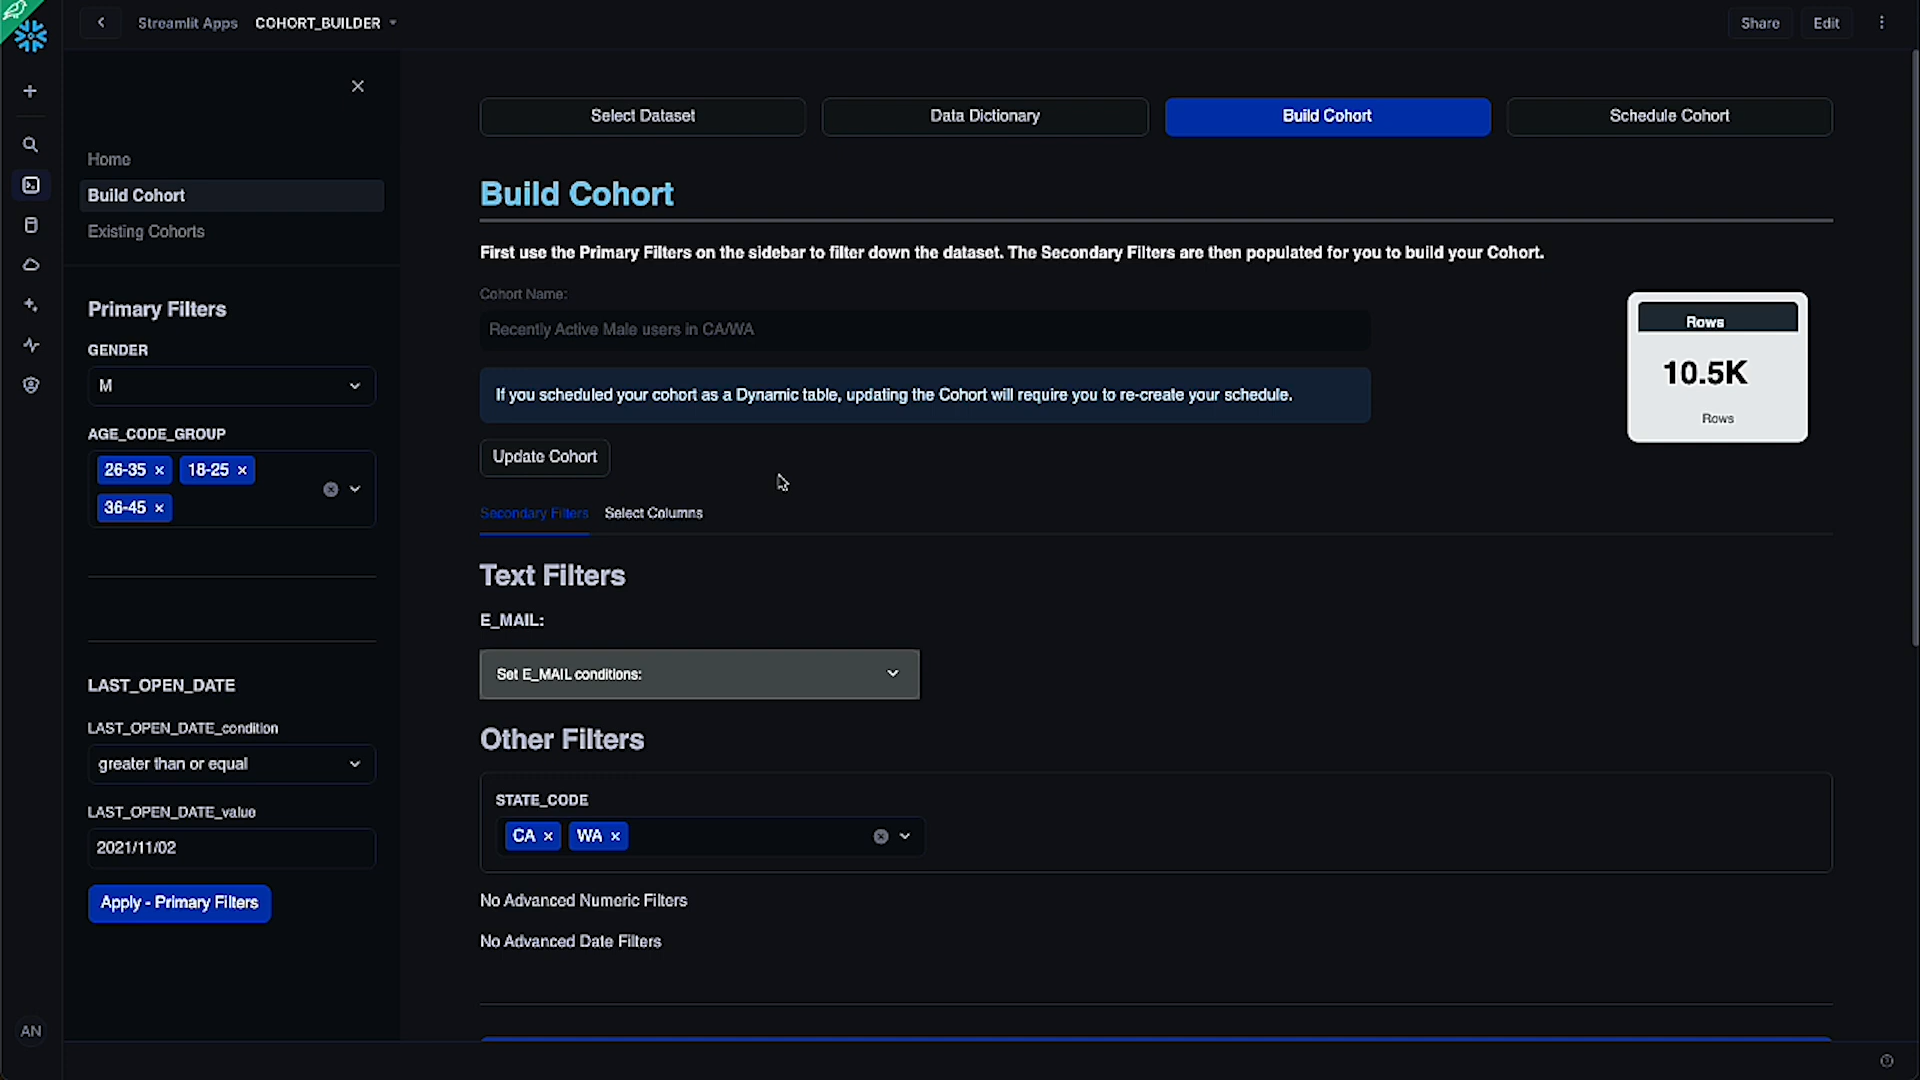 Streamlit Apps COHORT_BUILDER
Share Edit
Home
Build Cohort
Existing Cohorts
Primary Filters
GENDER
M
AGE_CODE_GROUP
26-35 18-25
36-45
LAST_OPEN_DATE
LAST_OPEN_DATE_condition
greater than or equal
LAST_OPEN_DATE_value
2021/11/02
Apply - Primary Filters
AN
Select Dataset Data Dictionary Build Cohort Schedule Cohort
Build Cohort
First use the Primary Filters on the sidebar to filter down the dataset. The Secondary Filters are then populated for you to build your Cohort.
Cohort Name:
Recently Active Male users in CA/WA
If you scheduled your cohort as a Dynamic table, updating the Cohort will require you to re-create your schedule.
Rows
10.5K
Rows
Update Cohort
Secondary Filters Select Columns
Text Filters
E_MAIL:
Set E_MAIL conditions:
Other Filters
STATE_CODE
CA WA
No Advanced Numeric Filters
No Advanced Date Filters